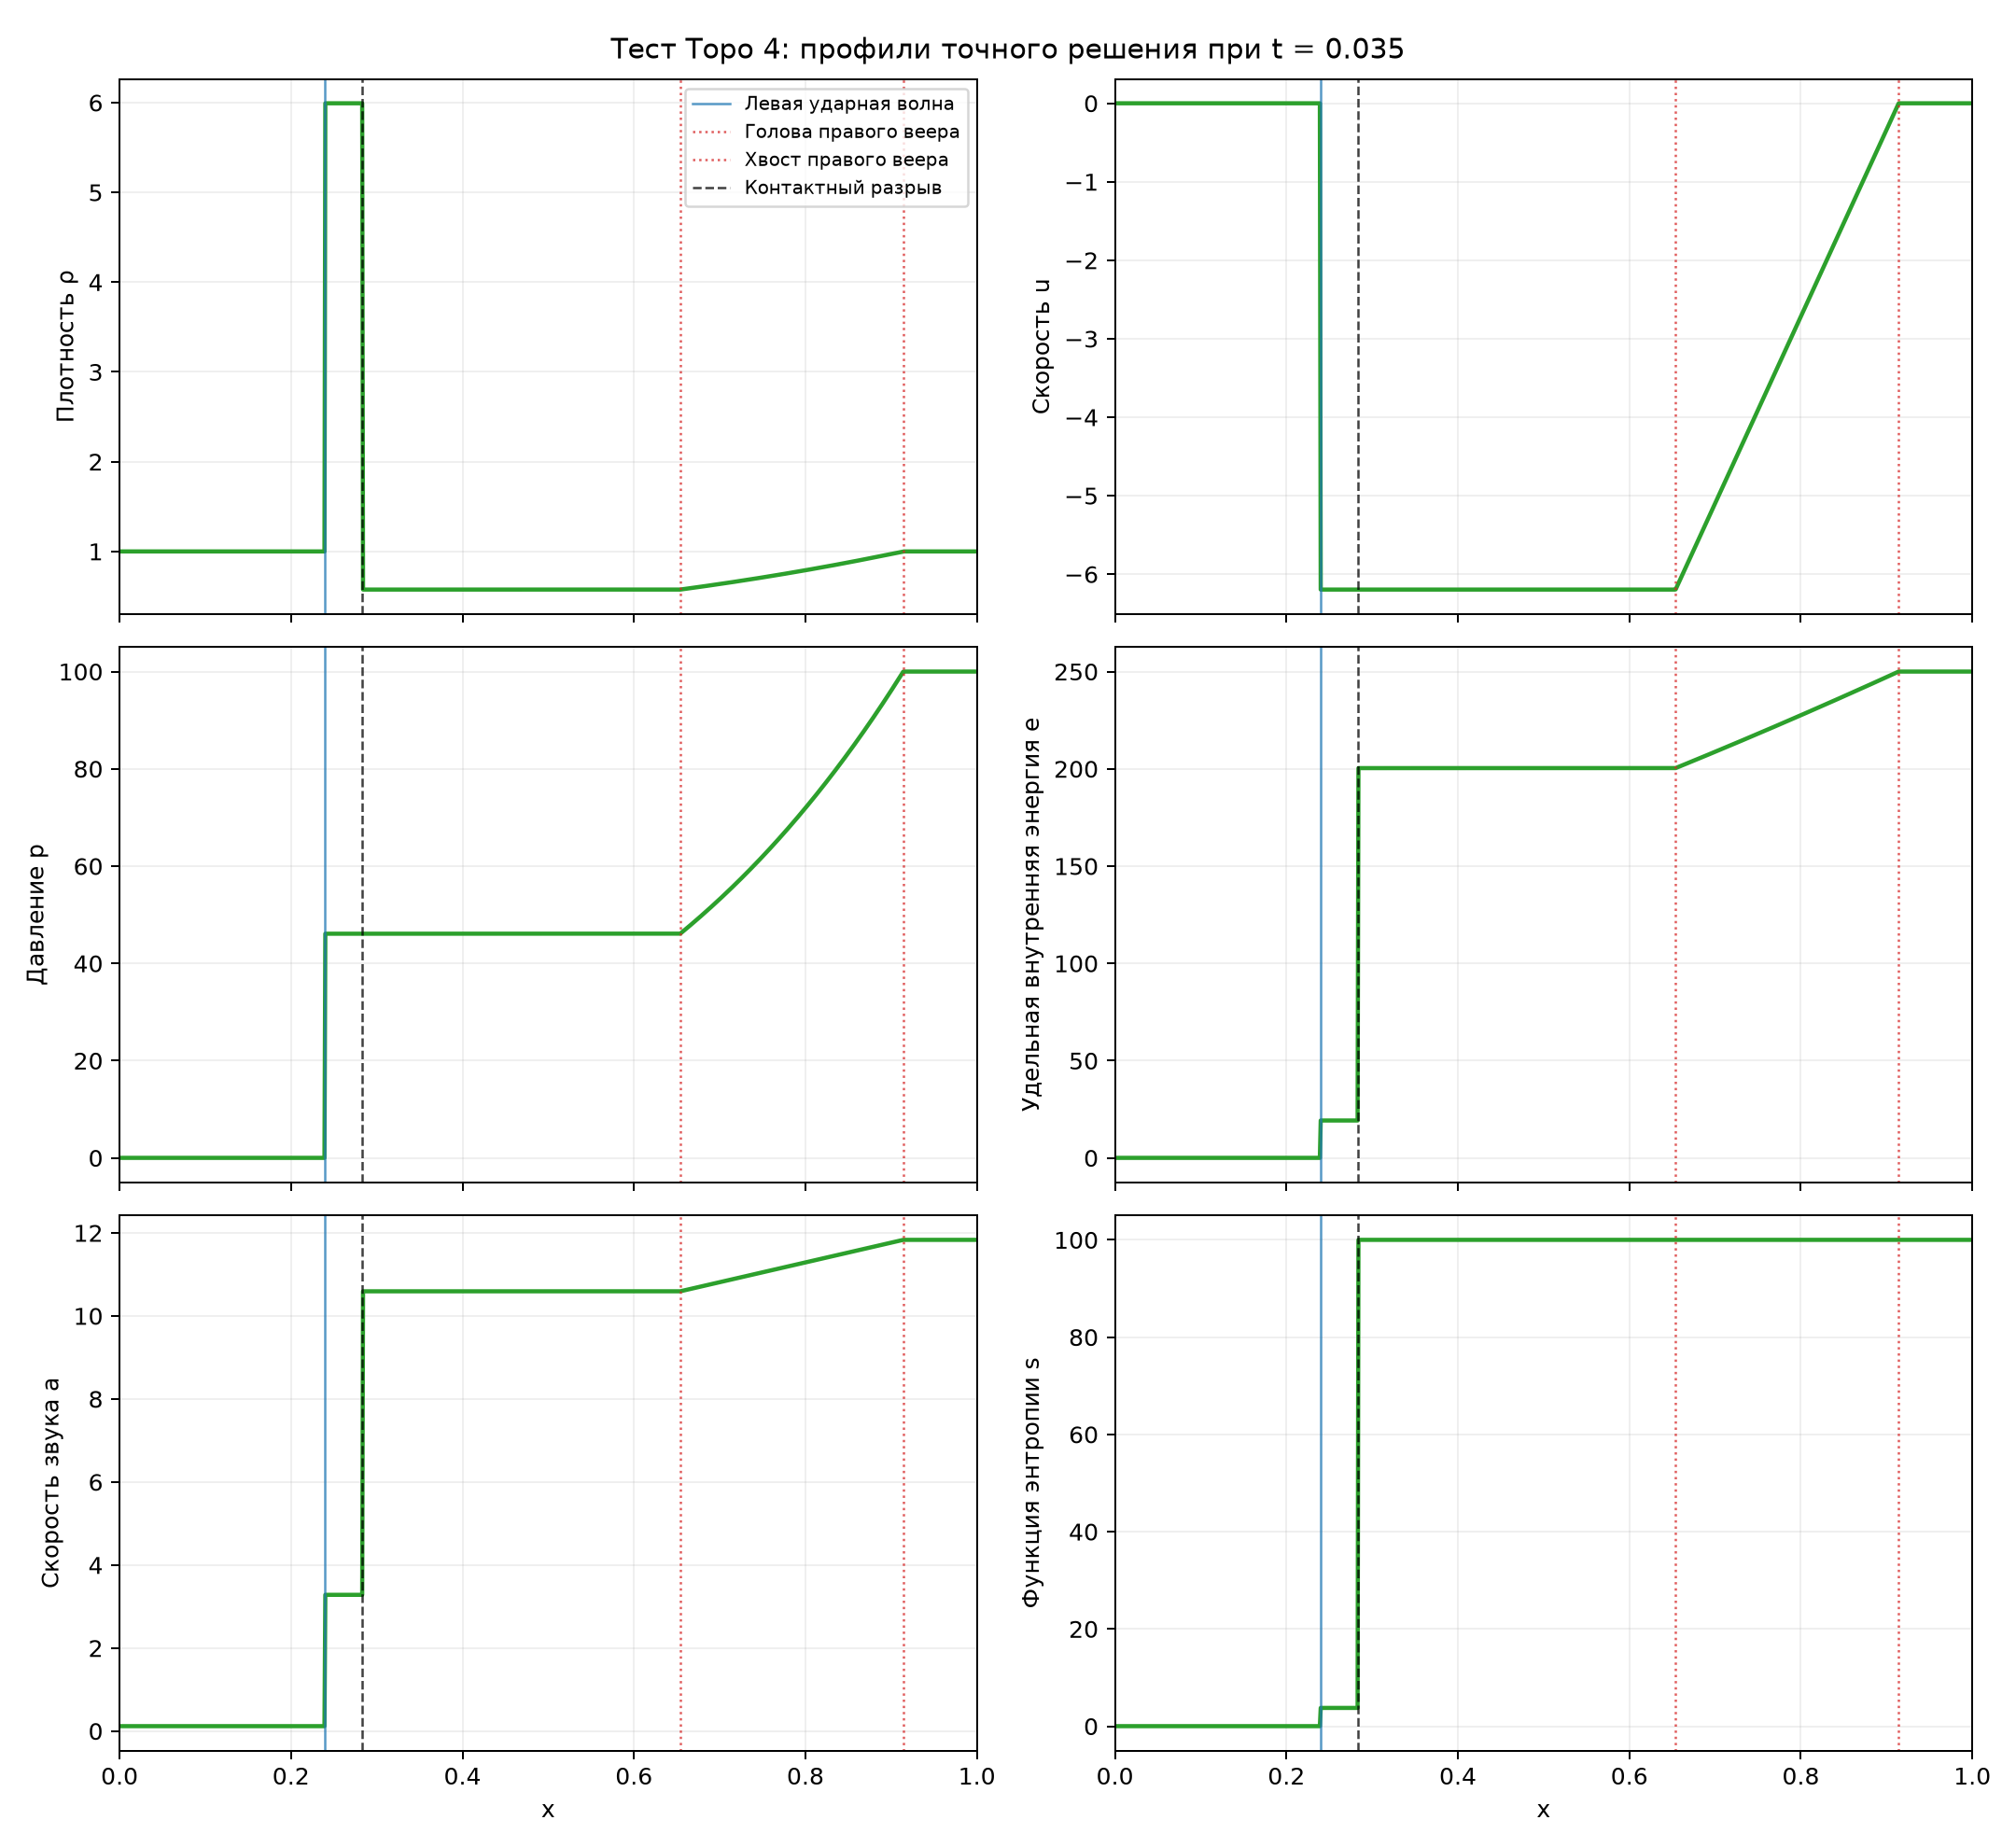 Тест Торо 4: профили точного решения при t = 0.035
Плотность ρ
6
5
4
3
2
1
Левая ударная волна
Голова правого веера
Хвост правого веера
Контактный разрыв
Скорость u
0
−1
−2
−3
−4
−5
−6
Давление p
100
80
60
40
20
0
Удельная внутренняя энергия e
250
200
150
100
50
0
Скорость звука a
12
10
8
6
4
2
0
0.0 0.2 0.4 0.6 0.8 1.0
x
Функция энтропии s
100
80
60
40
20
0
0.0 0.2 0.4 0.6 0.8 1.0
x